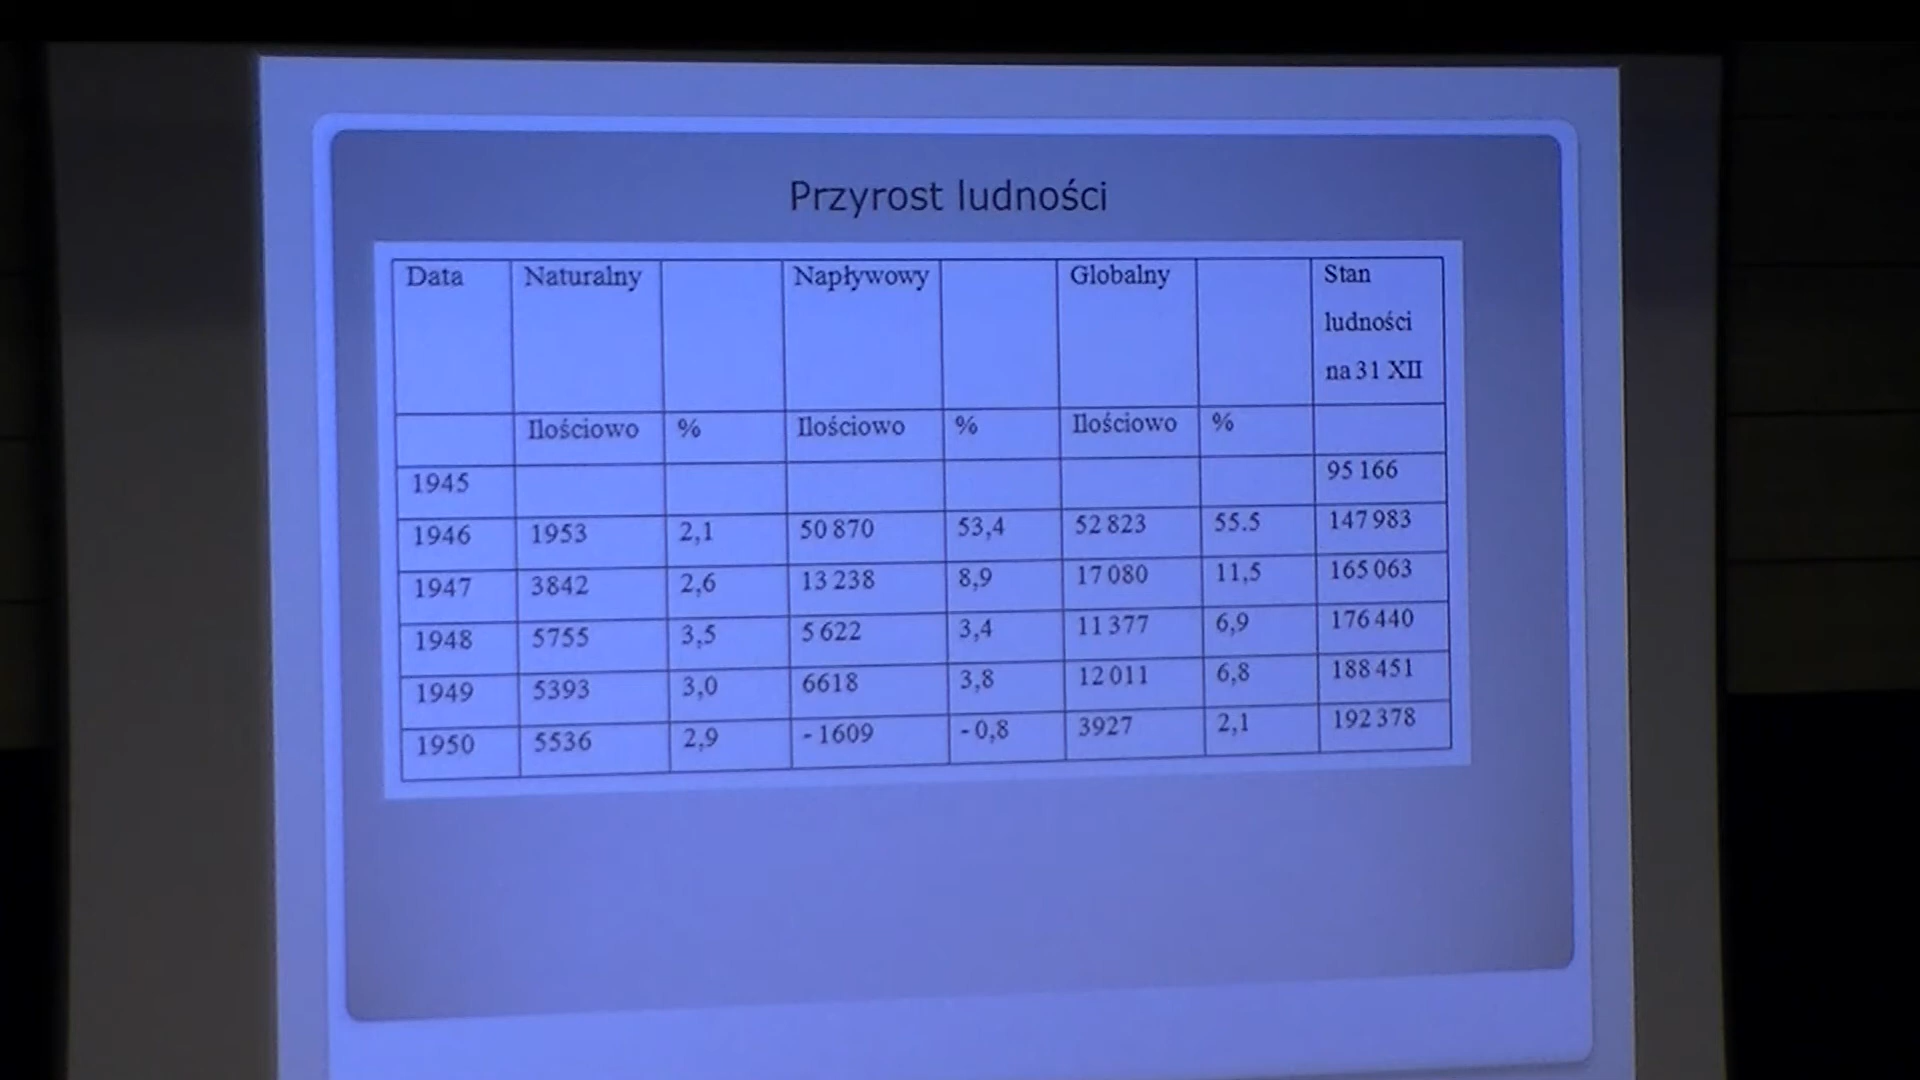 Przyrost ludności
Data Naturalny Napływowy Globalny Stan
ludności
na 31 XII
Ilościowo % Ilościowo % Ilościowo %
1945 95 166
1946 1953 2,1 50 870 53,4 52 823 55.5 147 983
1947 3842 2,6 13 238 8,9 17 080 11,5 165 063
1948 5755 3,5 5 622 3,4 11 377 6,9 176 440
1949 5393 3,0 6618 3,8 12 011 6,8 188 451
1950 5536 2,9 - 1609 - 0,8 3927 2,1 192 378